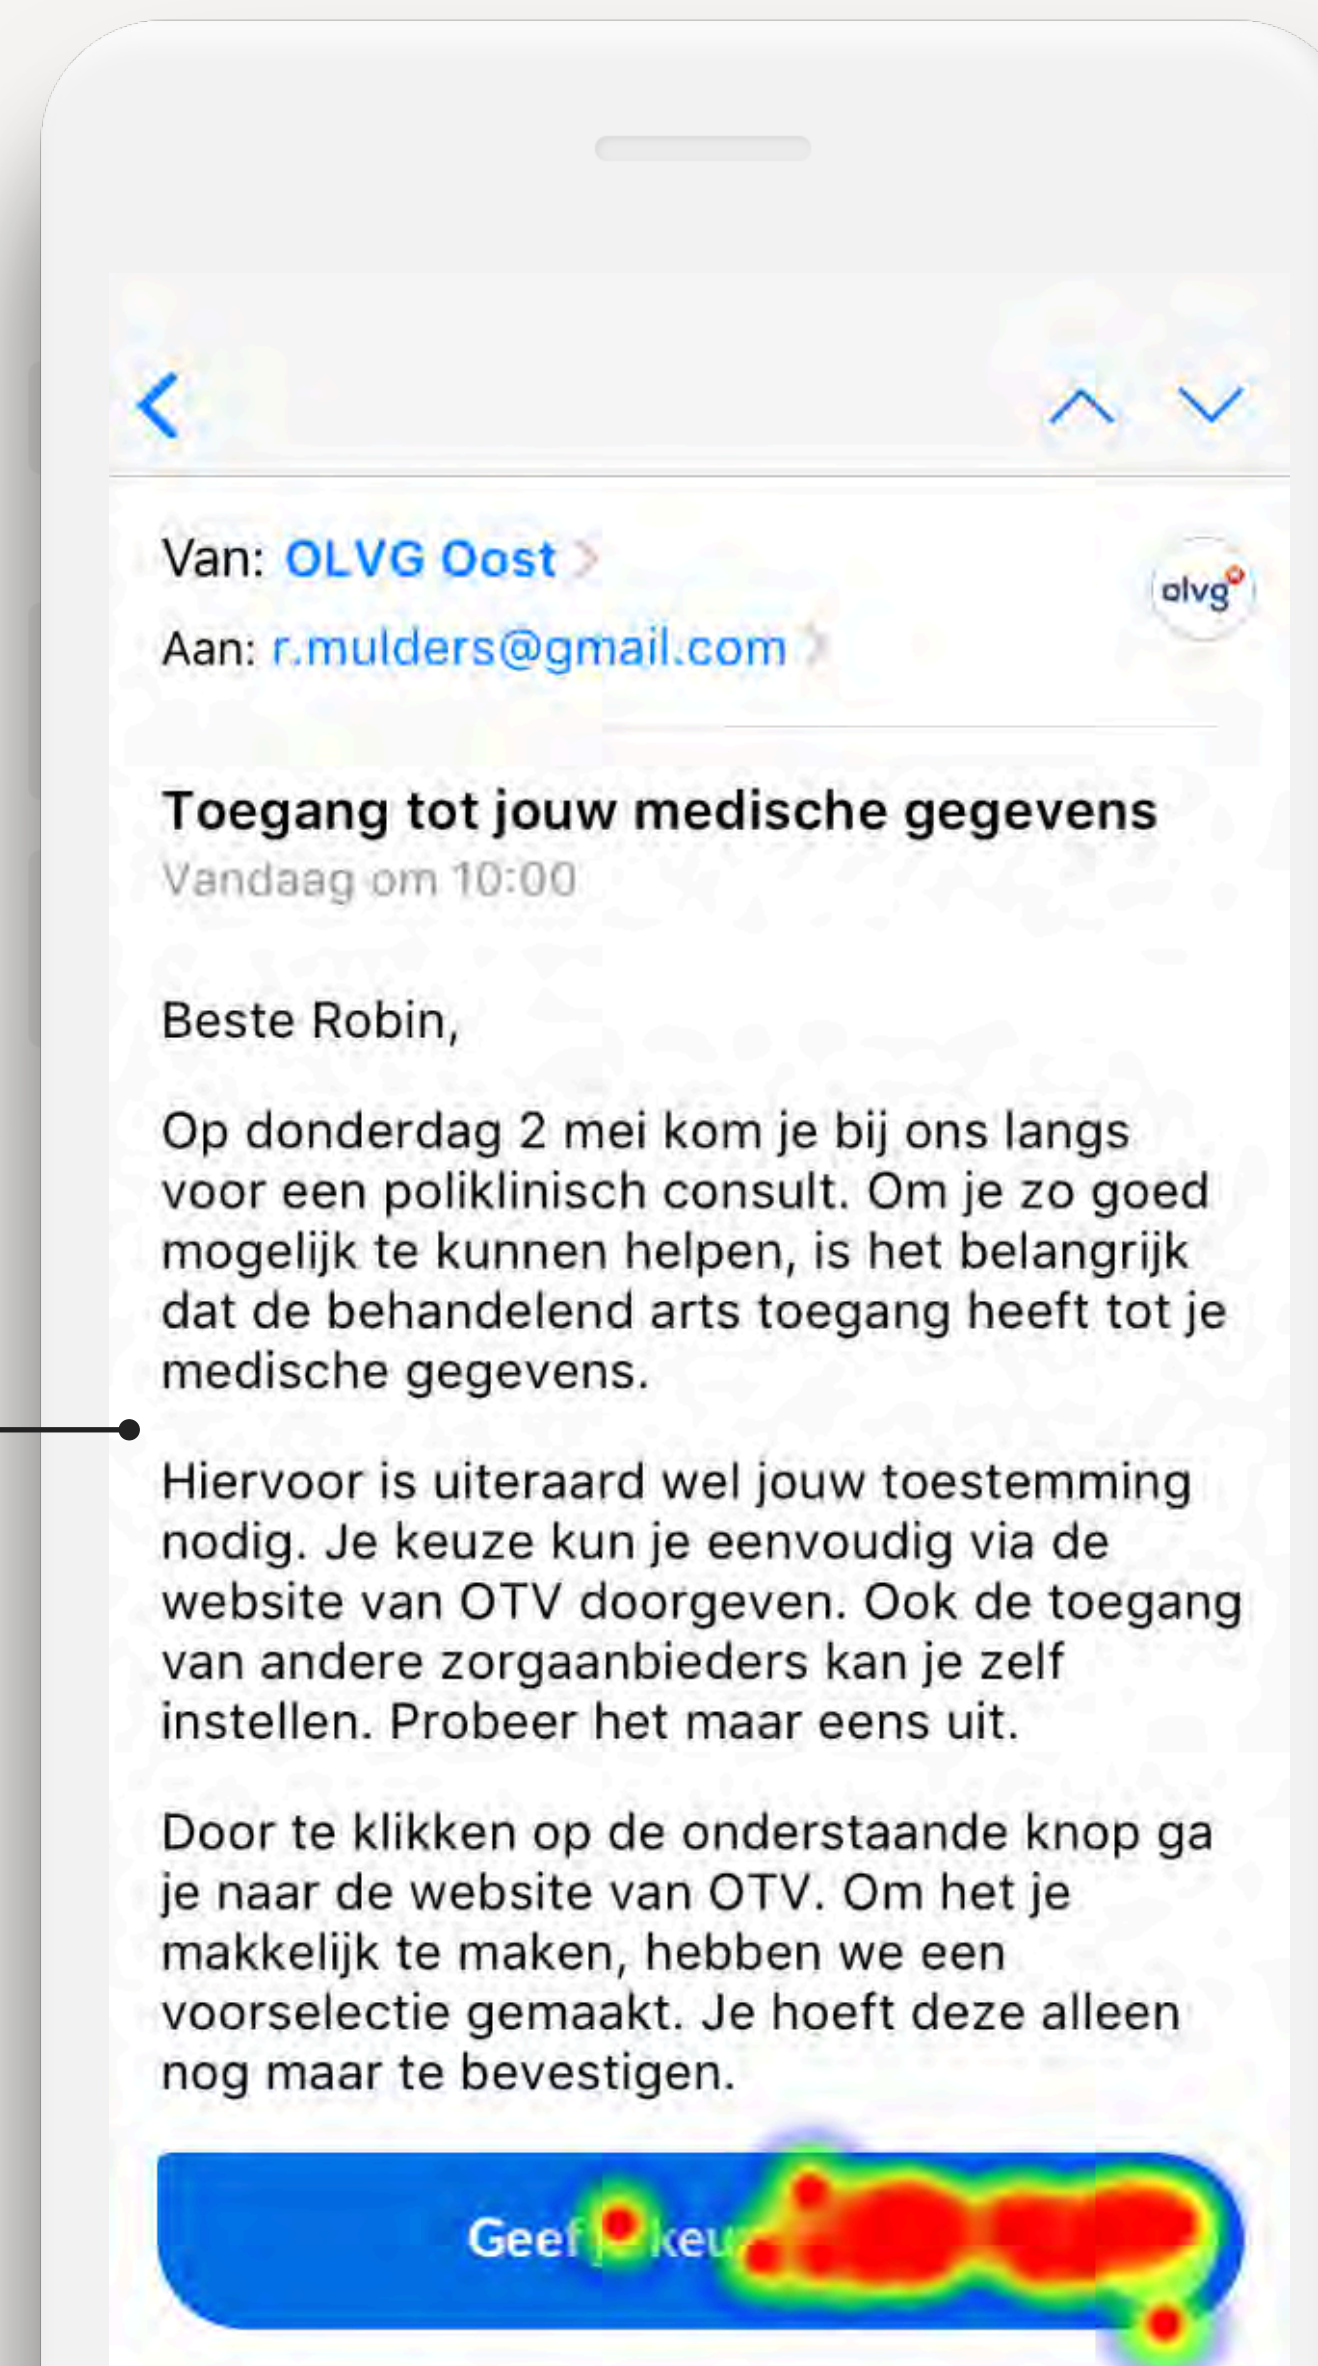 Van: OLVG Oost
olvg
Aan: r.mulders@gmail.com
Toegang tot jouw medische gegevens
Vandaag om 10:00
Beste Robin,
Op donderdag 2 mei kom je bij ons langs
voor een poliklinisch consult. Om je zo goed
mogelijk te kunnen helpen, is het belangrijk
dat de behandelend arts toegang heeft tot je
medische gegevens.
Hiervoor is uiteraard wel jouw toestemming
nodig. Je keuze kun je eenvoudig via de
website van OTV doorgeven. Ook de toegang
van andere zorgaanbieders kan je zelf
instellen. Probeer het maar eens uit.
Door te klikken op de onderstaande knop ga
je naar de website van OTV. Om het je
makkelijk te maken, hebben we een
voorselectie gemaakt. Je hoeft deze alleen
nog maar te bevestigen.
Geef